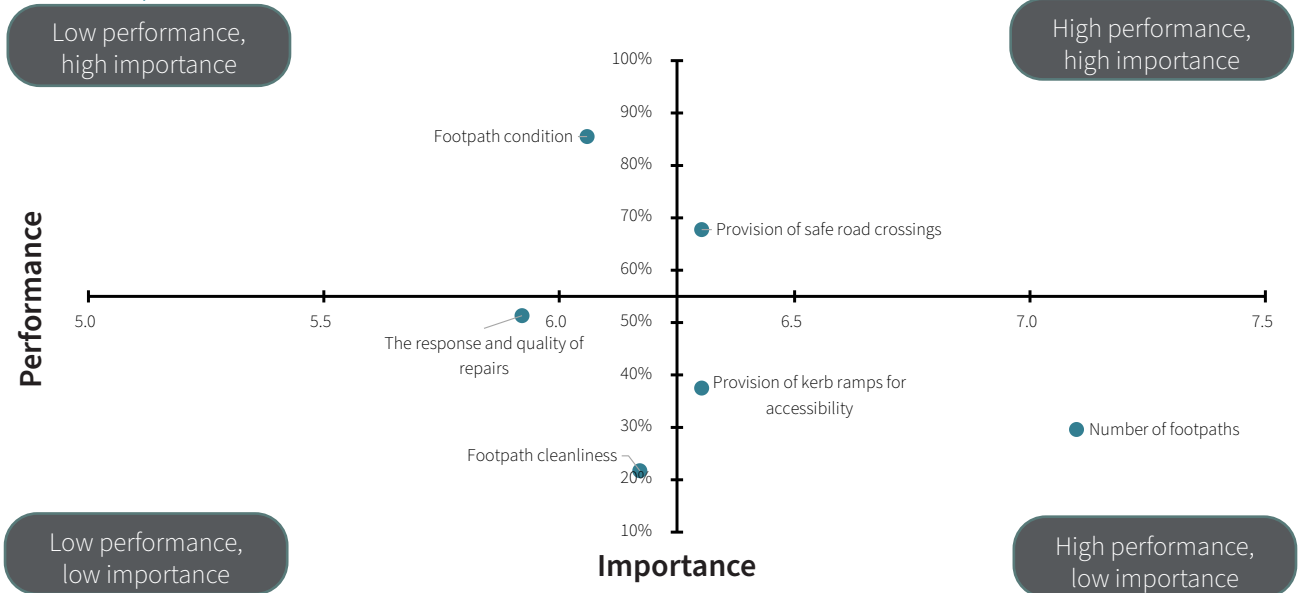 Low performance,
high importance
High performance,
high importance
100%
90%
Footpath condition
80%
70%
Provision of safe road crossings
60%
Performance
5.0
5.5
6.0
50%
6.5
7.0
7.5
The response and quality of
repairs
40%
Provision of kerb ramps for
accessibility
30%
Number of footpaths
Footpath cleanliness
20%
10%
Importance
Low performance,
low importance
High performance,
low importance